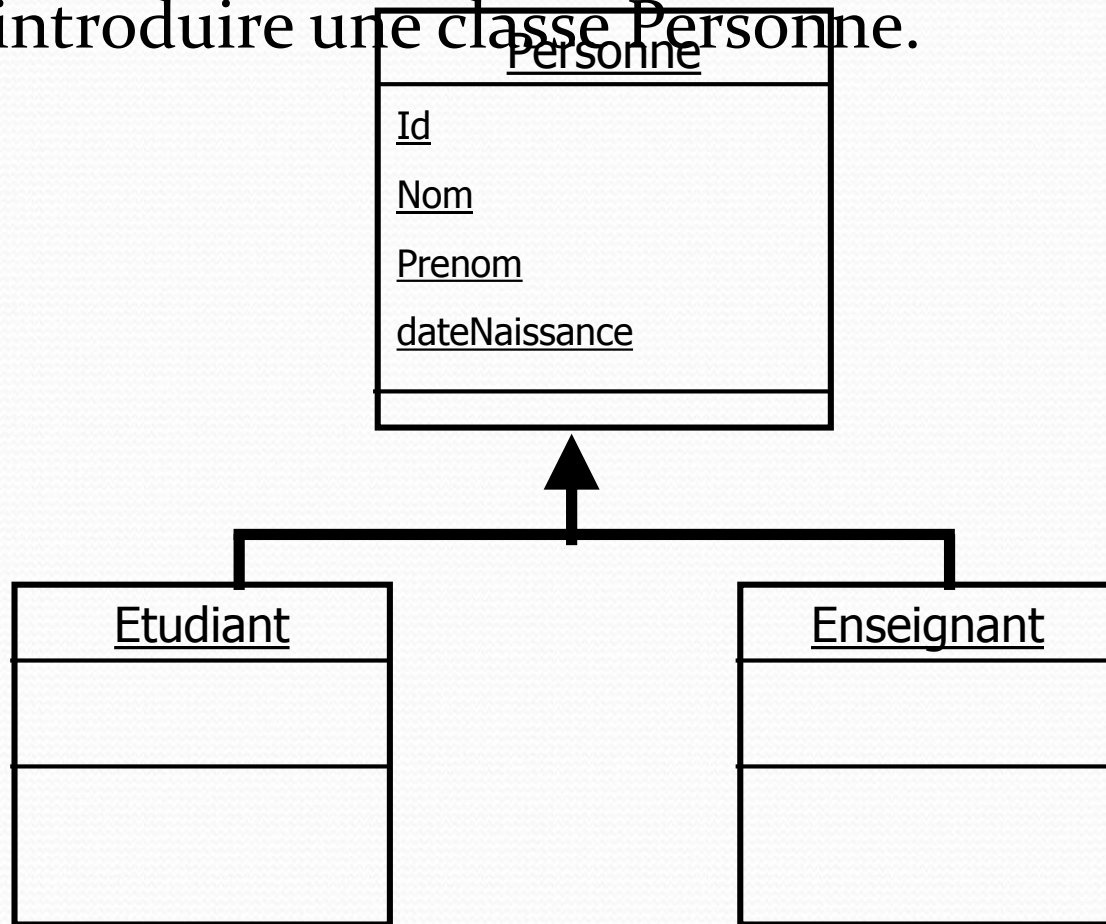 introduire une classe Personne.
Personne
Id
Nom
Prenom
dateNaissance
Etudiant
Enseignant